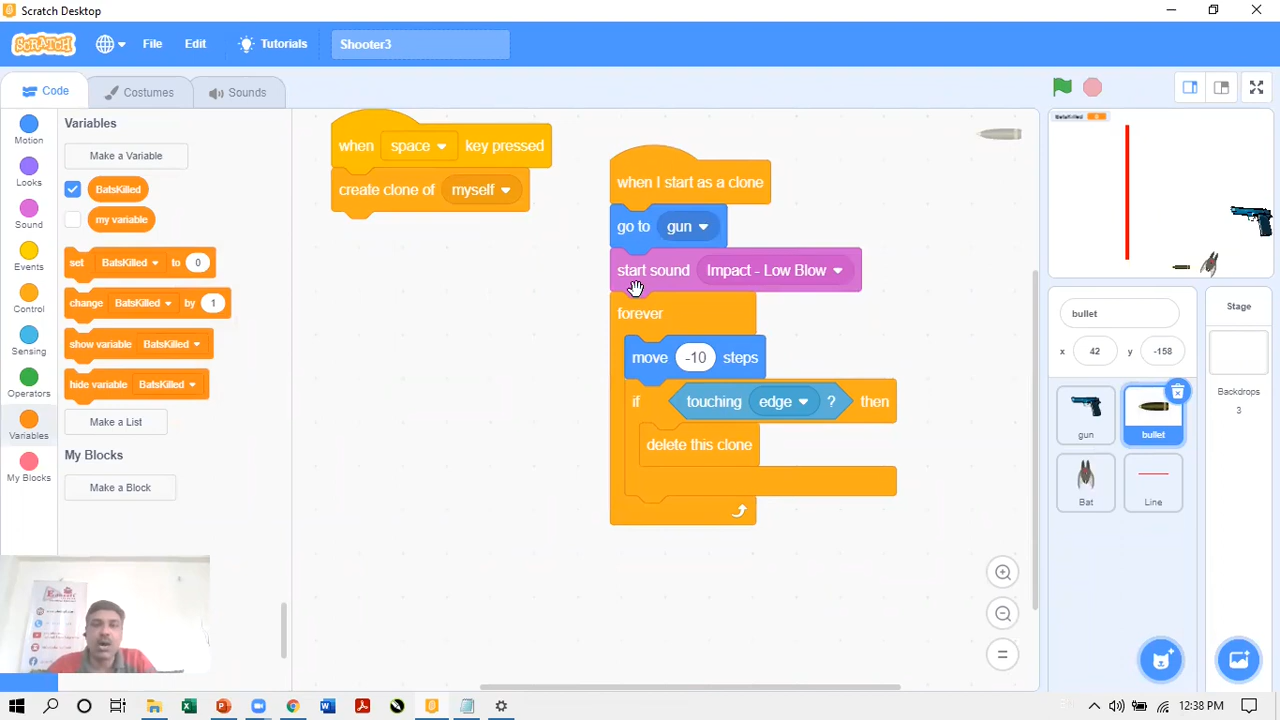 Scratch Desktop
SCRATCH
File
Edit
Tutorials
Shooter3
Code
Costumes
Sounds
Motion
Looks
Sound
Events
Control
Sensing
Operators
Variables
My Blocks
Variables
Make a Variable
BatsKilled
my variable
set BatsKilled to 0
change BatsKilled by 1
show variable BatsKilled
hide variable BatsKilled
Make a List
My Blocks
Make a Block
when space key pressed
create clone of myself
when I start as a clone
go to gun
start sound Impact - Low Blow
forever
move -10 steps
if touching edge ? then
delete this clone
BatsKilled
bullet
x 42 y -158
gun
bullet
Bat
Line
Stage
Backdrops
3
12:38 PM